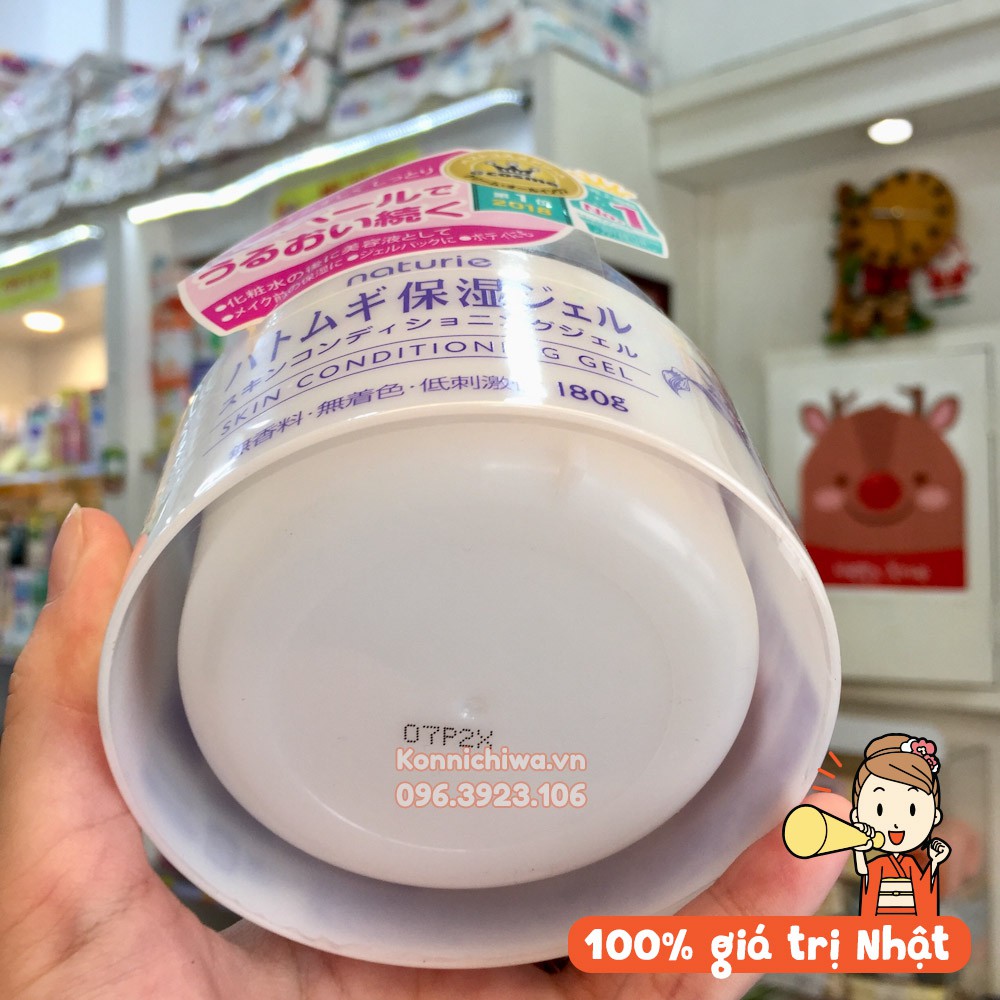 つるおい続く
●化粧水の後に美容液として
●メイク前の保湿に●ジェルパックに
第1位
2018
No.1
naturie
ハトムギ保湿ジェル
スキンコンディショニングジェル
SKIN CONDITIONING GEL
無香料・無着色・低刺激 180g
07P2X
Konnichiwa.vn
096.3923.106
100% giá trị Nhật